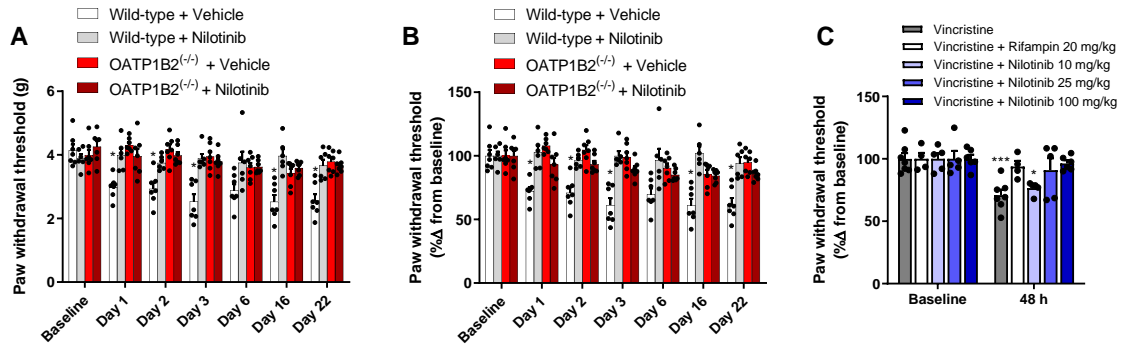 A
Wild-type + Vehicle
Wild-type + Nilotinib
OATP1B2(-/-) + Vehicle
OATP1B2(-/-) + Nilotinib
Paw withdrawal threshold (g)
6
4
2
0
*
*
*
*
*
Baseline
Day 1
Day 2
Day 3
Day 6
Day 16
Day 22
B
Wild-type + Vehicle
Wild-type + Nilotinib
OATP1B2(-/-) + Vehicle
OATP1B2(-/-) + Nilotinib
Paw withdrawal threshold
(%Δ from baseline)
150
100
50
0
*
*
*
*
*
Baseline
Day 1
Day 2
Day 3
Day 6
Day 16
Day 22
C
Vincristine
Vincristine + Rifampin 20 mg/kg
Vincristine + Nilotinib 10 mg/kg
Vincristine + Nilotinib 25 mg/kg
Vincristine + Nilotinib 100 mg/kg
Paw withdrawal threshold
(%Δ from baseline)
150
100
50
0
***
*
Baseline
48 h